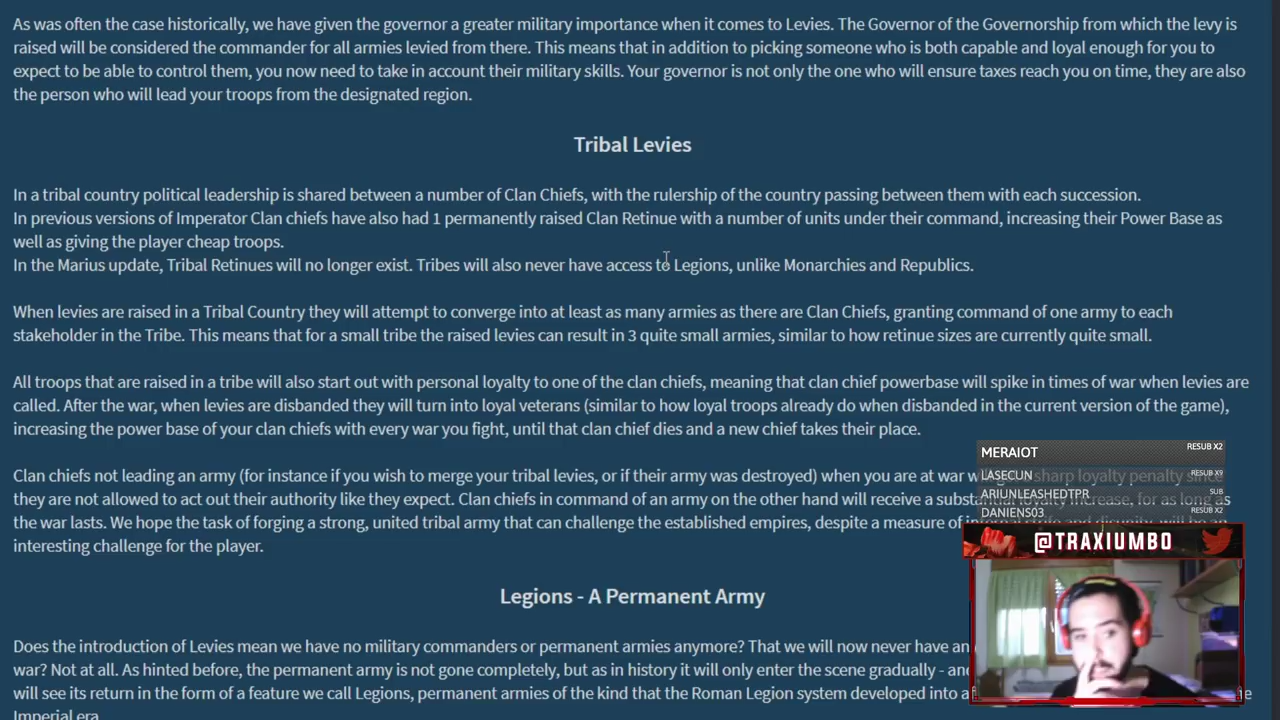 As was often the case historically, we have given the governor a greater military importance when it comes to Levies. The Governor of the Governorship from which the levy is
raised will be considered the commander for all armies levied from there. This means that in addition to picking someone who is both capable and loyal enough for you to
expect to be able to control them, you now need to take in account their military skills. Your governor is not only the one who will ensure taxes reach you on time, they are also
the person who will lead your troops from the designated region.
Tribal Levies
In a tribal country political leadership is shared between a number of Clan Chiefs, with the rulership of the country passing between them with each succession.
In previous versions of Imperator Clan chiefs have also had 1 permanently raised Clan Retinue with a number of units under their command, increasing their Power Base as
well as giving the player cheap troops.
In the Marius update, Tribal Retinues will no longer exist. Tribes will also never have access to Legions, unlike Monarchies and Republics.
When levies are raised in a Tribal Country they will attempt to converge into at least as many armies as there are Clan Chiefs, granting command of one army to each
stakeholder in the Tribe. This means that for a small tribe the raised levies can result in 3 quite small armies, similar to how retinue sizes are currently quite small.
All troops that are raised in a tribe will also start out with personal loyalty to one of the clan chiefs, meaning that clan chief powerbase will spike in times of war when levies are
called. After the war, when levies are disbanded they will turn into loyal veterans (similar to how loyal troops already do when disbanded in the current version of the game),
increasing the power base of your clan chiefs with every war you fight, until that clan chief dies and a new chief takes their place.
Clan chiefs not leading an army (for instance if you wish to merge your tribal levies, or if their army was destroyed) when you are at war sharp loyalty penalty since
they are not allowed to act out their authority like they expect. Clan chiefs in command of an army on the other hand will receive a substantial loyalty increase, for as long as
the war lasts. We hope the task of forging a strong, united tribal army that can challenge the established empires, despite a measure of internal strife and disunity, will be an
interesting challenge for the player.
MERAIOT RESUB X2
LASECLIN RESUB X9
ARIUNLEASHEDTPR SUB
DANIENS03 RESUB X2
@TRAXIUMBO
Legions - A Permanent Army
Does the introduction of Levies mean we have no military commanders or permanent armies anymore? That we will now never have an
war? Not at all. As hinted before, the permanent army is not gone completely, but as in history it will only enter the scene gradually - and
will see its return in the form of a feature we call Legions, permanent armies of the kind that the Roman Legion system developed into the
Imperial era.